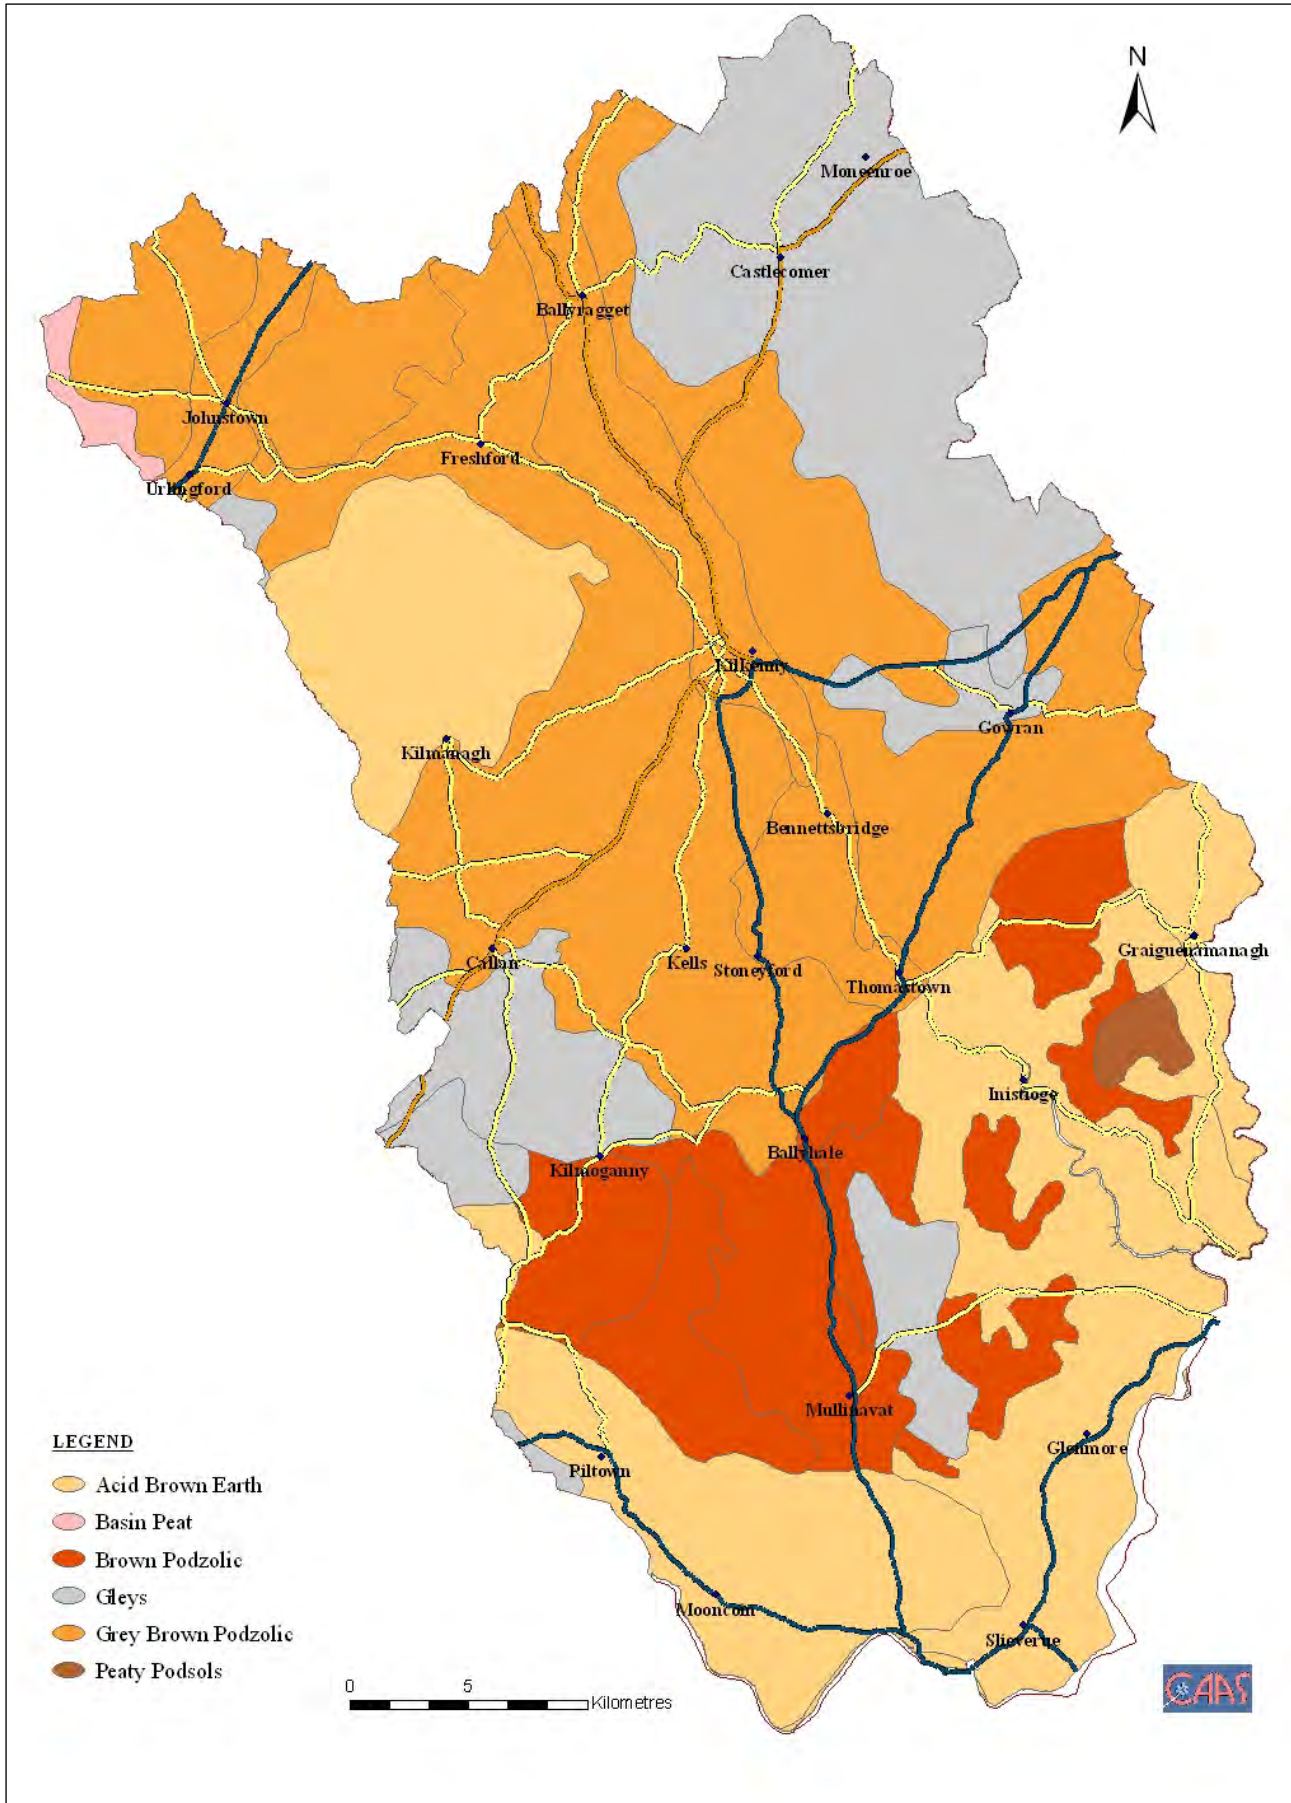 N
Moneenroe
Castlecomer
Ballyragget
Johnstown
Freshford
Urlingford
Kilkenny
Gowran
Kilmanagh
Bennettsbridge
Graiguenamanagh
Callan
Kells
Stoneyford
Thomastown
Inistioge
Ballyhale
Kilmoganny
Mullinavat
Glenmore
Piltown
Mooncoin
Slieverue
LEGEND
Acid Brown Earth
Basin Peat
Brown Podzolic
Gleys
Grey Brown Podzolic
Peaty Podsols
0 5
Kilometres
CAAS